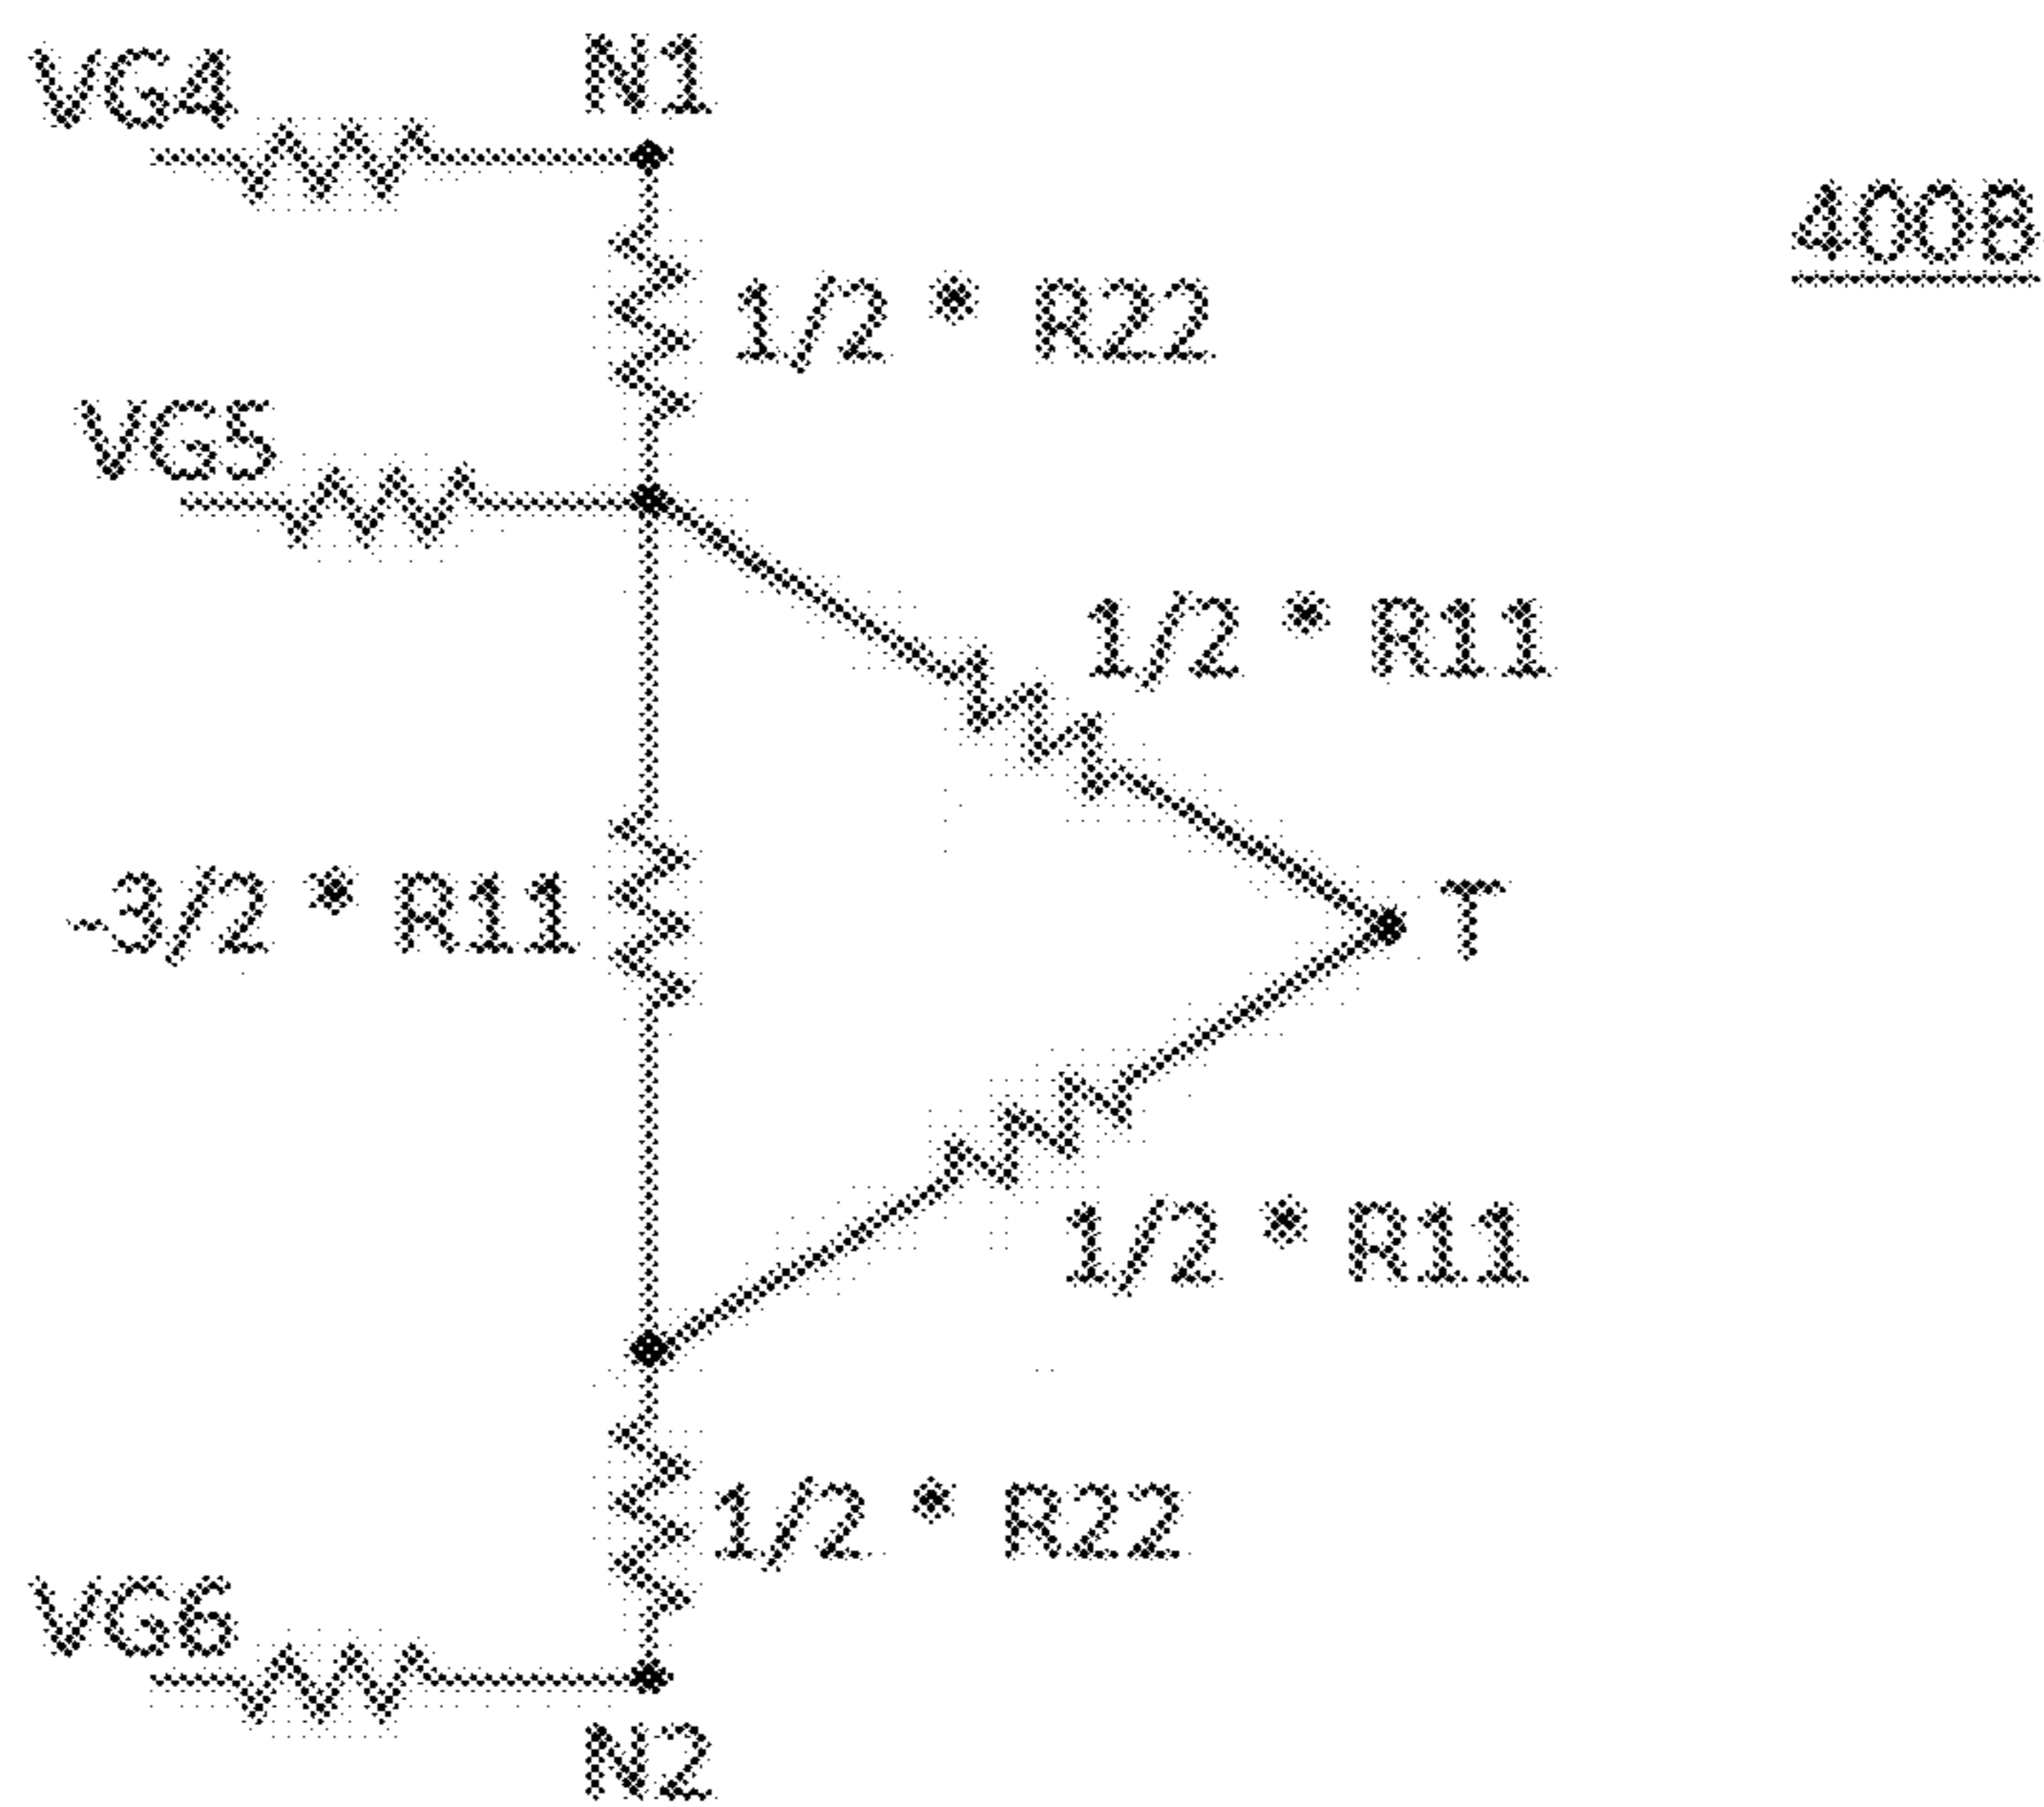 VG4
N1
400B
1/2 * R22
VG5
1/2 * R11
-3/2 * R11
T
1/2 * R11
1/2 * R22
VG6
N2